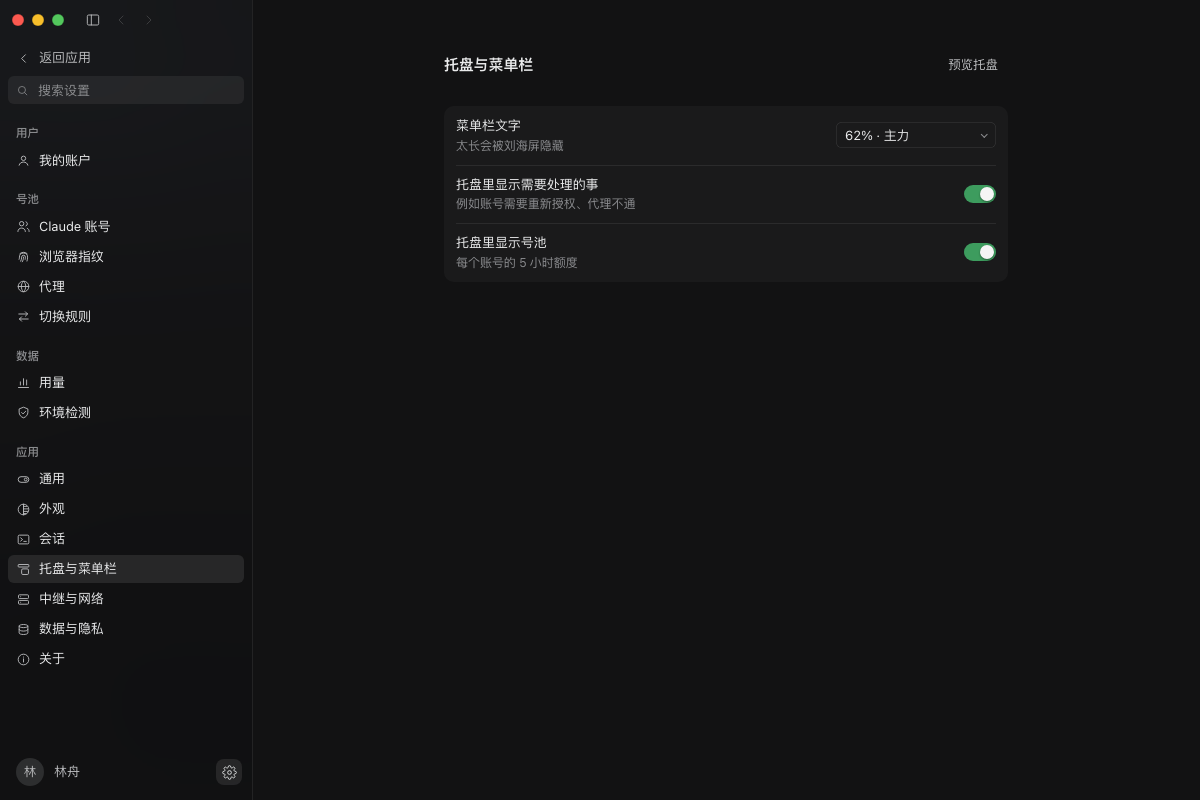 返回应用
搜索设置
用户
我的账户
号池
Claude 账号
浏览器指纹
代理
切换规则
数据
用量
环境检测
应用
通用
外观
会话
托盘与菜单栏
中继与网络
数据与隐私
关于
林 林舟
托盘与菜单栏
预览托盘
菜单栏文字
太长会被刘海屏隐藏
62% · 主力
托盘里显示需要处理的事
例如账号需要重新授权、代理不通
托盘里显示号池
每个账号的 5 小时额度